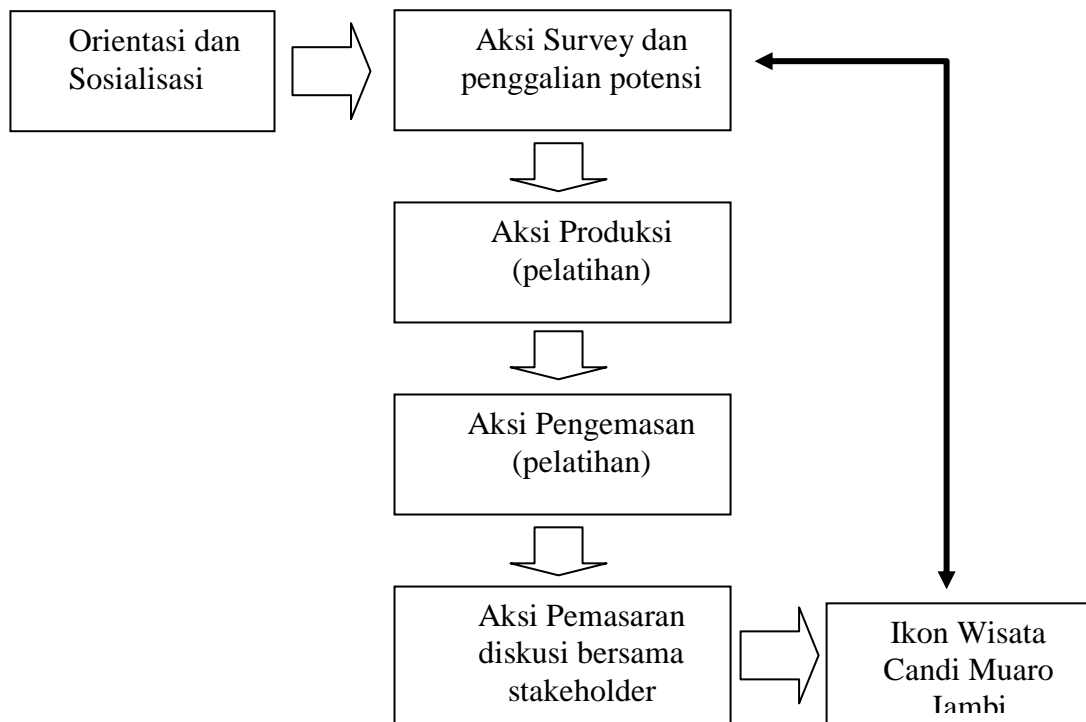 Orientasi dan
Sosialisasi
Aksi Survey dan
penggalian potensi
Aksi Produksi
(pelatihan)
Aksi Pengemasan
(pelatihan)
Aksi Pemasaran
diskusi bersama
stakeholder
Ikon Wisata
Candi Muaro
Jambi